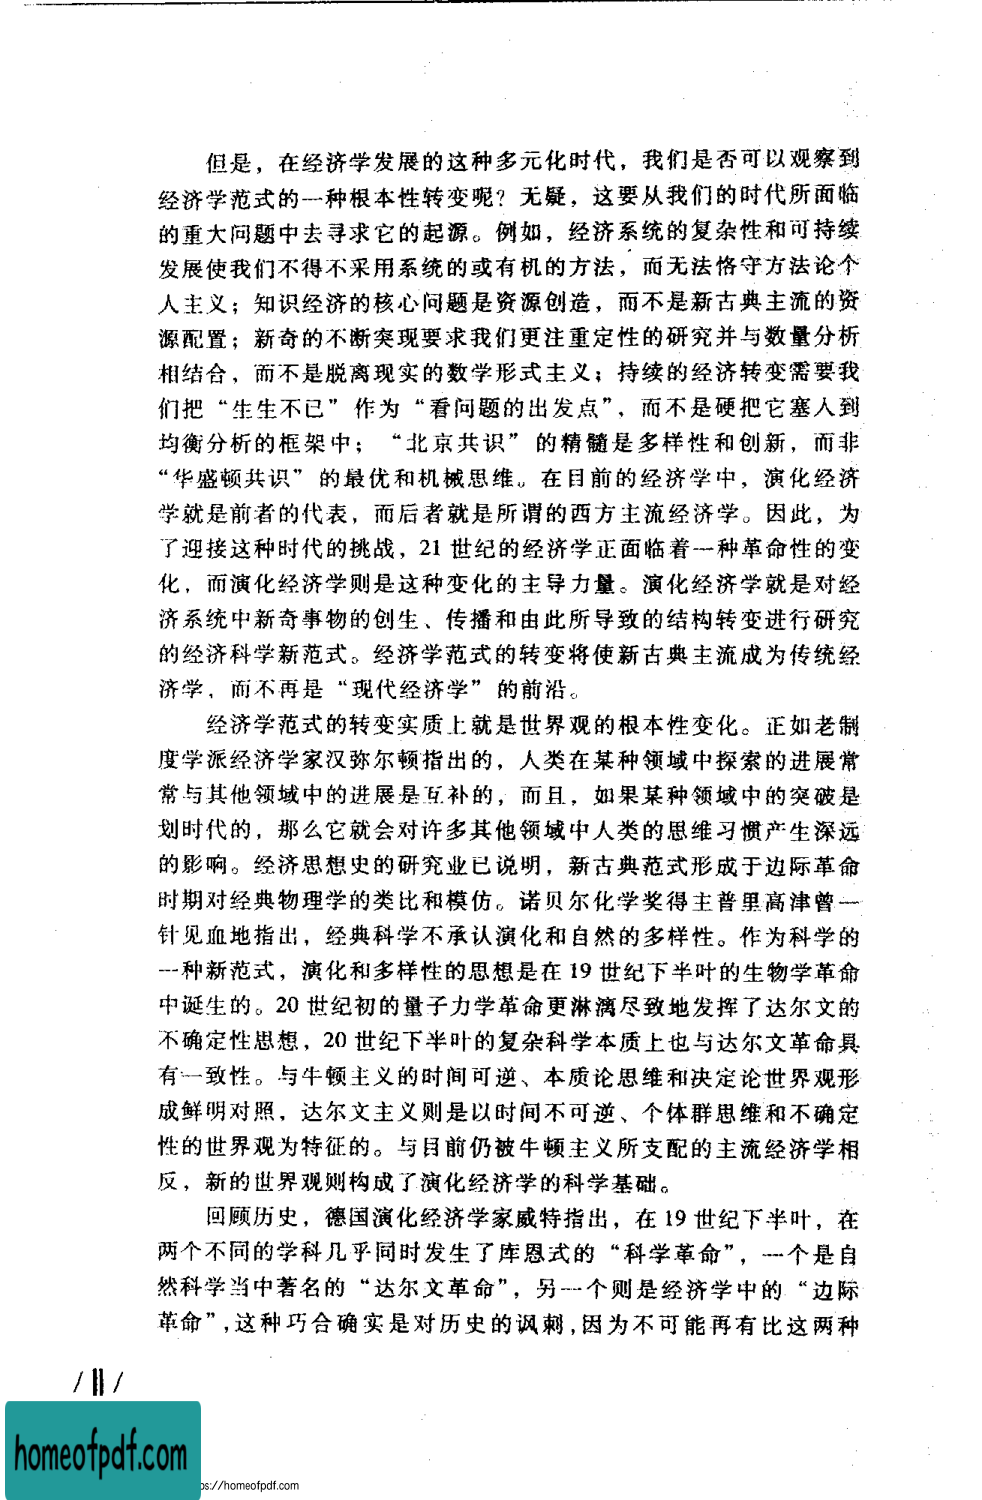 但是，在经济学发展的这种多元化时代，我们是否可以观察到
经济学范式的一种根本性转变呢？无疑，这要从我们的时代所面临
的重大问题中去寻求它的起源。例如，经济系统的复杂性和可持续
发展使我们不得不采用系统的或有机的方法，而无法恪守方法论个
人主义；知识经济的核心问题是资源创造，而不是新古典主流的资
源配置；新奇的不断突现要求我们更注重定性的研究并与数量分析
相结合，而不是脱离现实的数学形式主义；持续的经济转变需要我
们把“生生不已”作为“看问题的出发点”，而不是硬把它塞人到
均衡分析的框架中；“北京共识”的精髓是多样性和创新，而非
“华盛顿共识”的最优和机械思维。在目前的经济学中，演化经济
学就是前者的代表，而后者就是所谓的西方主流经济学。因此，为
了迎接这种时代的挑战，21 世纪的经济学正面临着一种革命性的变
化，而演化经济学则是这种变化的主导力量。演化经济学就是对经
济系统中新奇事物的创生、传播和由此所导致的结构转变进行研究
的经济科学新范式。经济学范式的转变将使新古典主流成为传统经
济学，而不再是“现代经济学”的前沿。
经济学范式的转变实质上就是世界观的根本性变化。正如老制
度学派经济学家汉弥尔顿指出的，人类在某种领域中探索的进展常
常与其他领域中的进展是互补的，而且，如果某种领域中的突破是
划时代的，那么它就会对许多其他领域中人类的思维习惯产生深远
的影响。经济思想史的研究业已说明，新古典范式形成于边际革命
时期对经典物理学的类比和模仿。诺贝尔化学奖得主普里高津曾一
针见血地指出，经典科学不承认演化和自然的多样性。作为科学的
一种新范式，演化和多样性的思想是在 19 世纪下半叶的生物学革命
中诞生的。20 世纪初的量子力学革命更淋漓尽致地发挥了达尔文的
不确定性思想，20 世纪下半叶的复杂科学本质上也与达尔文革命具
有一致性。与牛顿主义的时间可逆、本质论思维和决定论世界观形
成鲜明对照，达尔文主义则是以时间不可逆、个体群思维和不确定
性的世界观为特征的。与目前仍被牛顿主义所支配的主流经济学相
反，新的世界观则构成了演化经济学的科学基础。
回顾历史，德国演化经济学家威特指出，在 19 世纪下半叶，在
两个不同的学科几乎同时发生了库恩式的“科学革命”，一个是自
然科学当中著名的“达尔文革命”，另一个则是经济学中的“边际
革命”，这种巧合确实是对历史的讽刺，因为不可能再有比这两种
/ Ⅱ /
homeofpdf.com
ps://homeofpdf.com